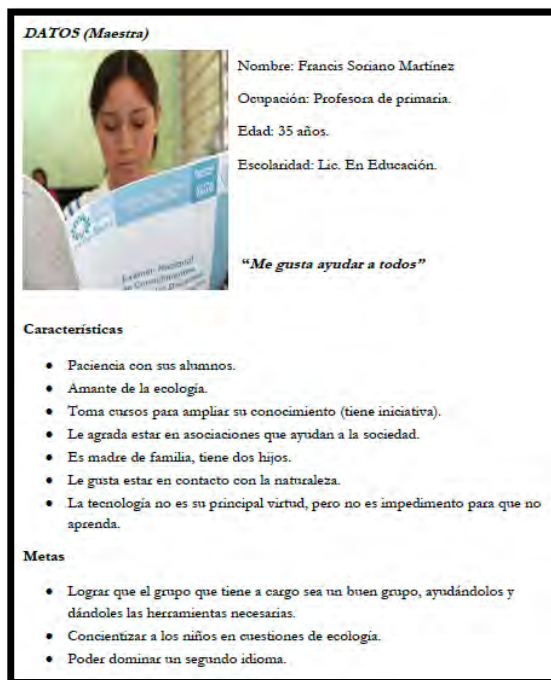 DATOS (Maestra)
Nombre: Francis Soriano Martínez
Ocupación: Profesora de primaria.
Edad: 35 años.
Escolaridad: Lic. En Educación.
“Me gusta ayudar a todos”
Examen Nacional
de Conocimientos
Características
• Paciencia con sus alumnos.
• Amante de la ecología.
• Toma cursos para ampliar su conocimiento (tiene iniciativa).
• Le agrada estar en asociaciones que ayudan a la sociedad.
• Es madre de familia, tiene dos hijos.
• Le gusta estar en contacto con la naturaleza.
• La tecnología no es su principal virtud, pero no es impedimento para que no
aprenda.
Metas
• Lograr que el grupo que tiene a cargo sea un buen grupo, ayudándolos y
dándoles las herramientas necesarias.
• Concientizar a los niños en cuestiones de ecología.
• Poder dominar un segundo idioma.